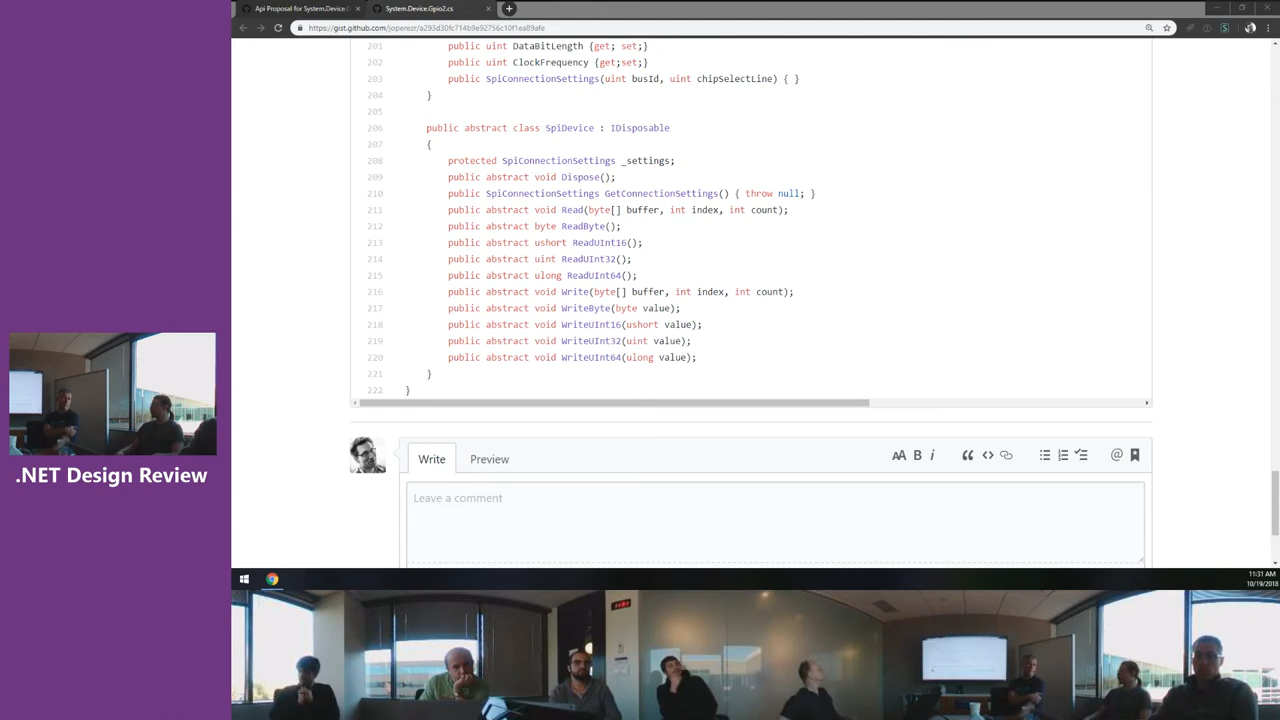 Api Proposal for System.Device.G
System.Device.Gpio2.cs
https://gist.github.com/joperezr/a293d30fc714b9e92756c10f1ea89afe
201 public uint DataBitLength {get; set;}
202 public uint ClockFrequency {get;set;}
203 public SpiConnectionSettings(uint busId, uint chipSelectLine) { }
204 }
205
206 public abstract class SpiDevice : IDisposable
207 {
208 protected SpiConnectionSettings _settings;
209 public abstract void Dispose();
210 public SpiConnectionSettings GetConnectionSettings() { throw null; }
211 public abstract void Read(byte[] buffer, int index, int count);
212 public abstract byte ReadByte();
213 public abstract ushort ReadUInt16();
214 public abstract uint ReadUInt32();
215 public abstract ulong ReadUInt64();
216 public abstract void Write(byte[] buffer, int index, int count);
217 public abstract void WriteByte(byte value);
218 public abstract void WriteUInt16(ushort value);
219 public abstract void WriteUInt32(uint value);
220 public abstract void WriteUInt64(ulong value);
221 }
222 }
Write Preview
Leave a comment
.NET Design Review
11:31 AM
10/19/2018